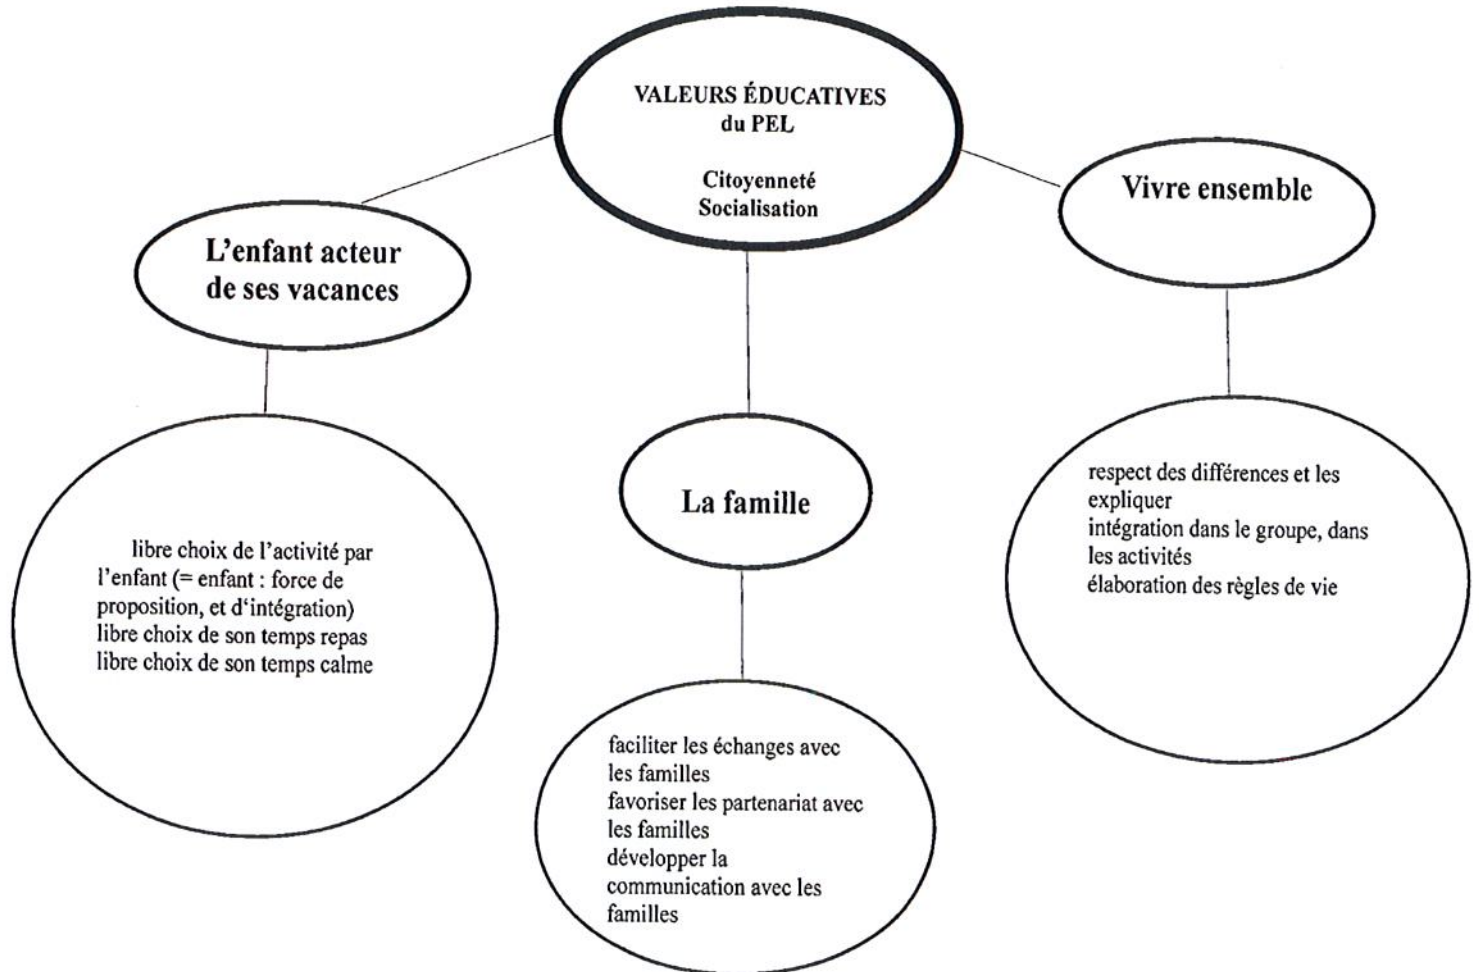 VALEURS ÉDUCATIVES
du PEL
Citoyenneté
Socialisation
L'enfant acteur
de ses vacances
Vivre ensemble
La famille
libre choix de l'activité par
l'enfant (= enfant : force de
proposition, et d‘intégration)
libre choix de son temps repas
libre choix de son temps calme
faciliter les échanges avec
les familles
favoriser les partenariat avec
les familles
développer la
communication avec les
familles
respect des différences et les
expliquer
intégration dans le groupe, dans
les activités
élaboration des règles de vie